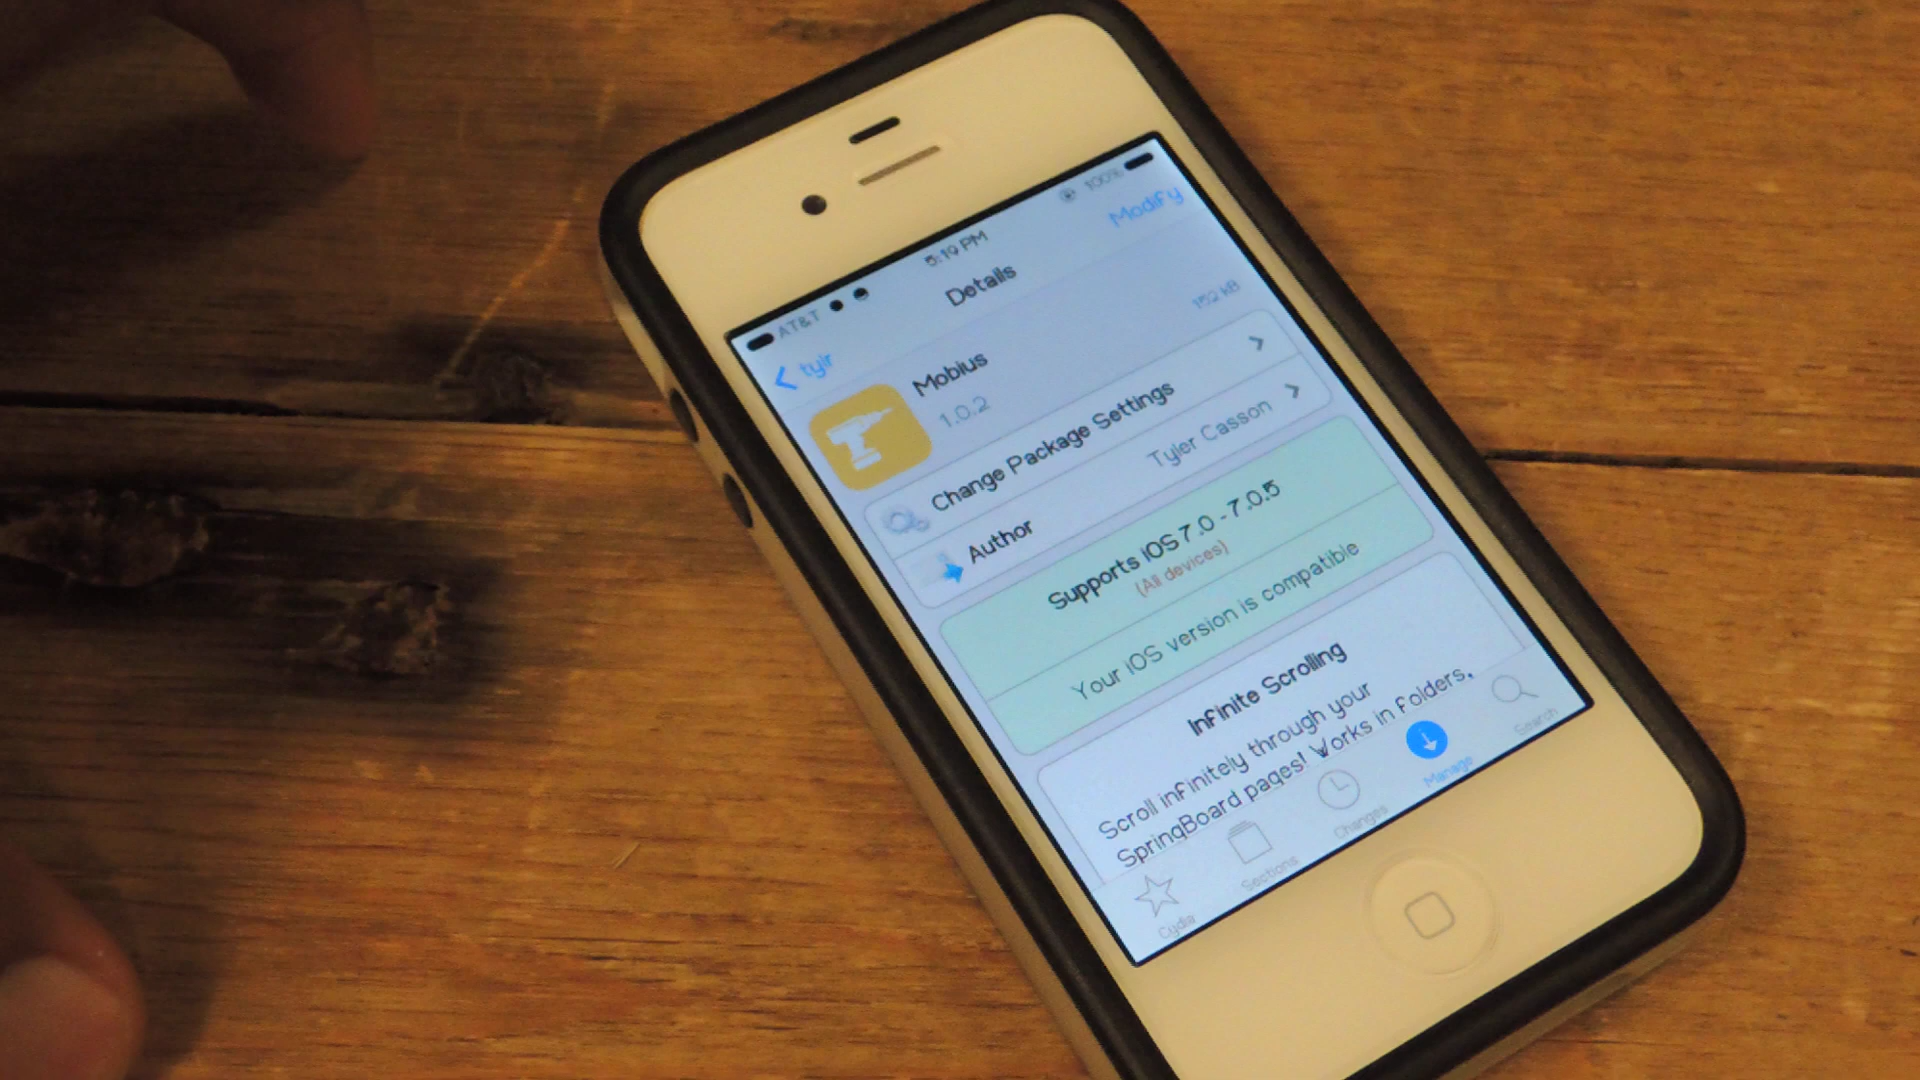 AT&T 5:19 PM 100%
tyir Details Modify
Mobius
1.0.2
152 kB
Change Package Settings
Author Tyler Casson
Supports iOS 7.0 - 7.0.5
(All devices)
Your iOS version is compatible
Infinite Scrolling
Scroll infinitely through your
SpringBoard pages! Works in folders,
Cydia Sections Changes Manage Search